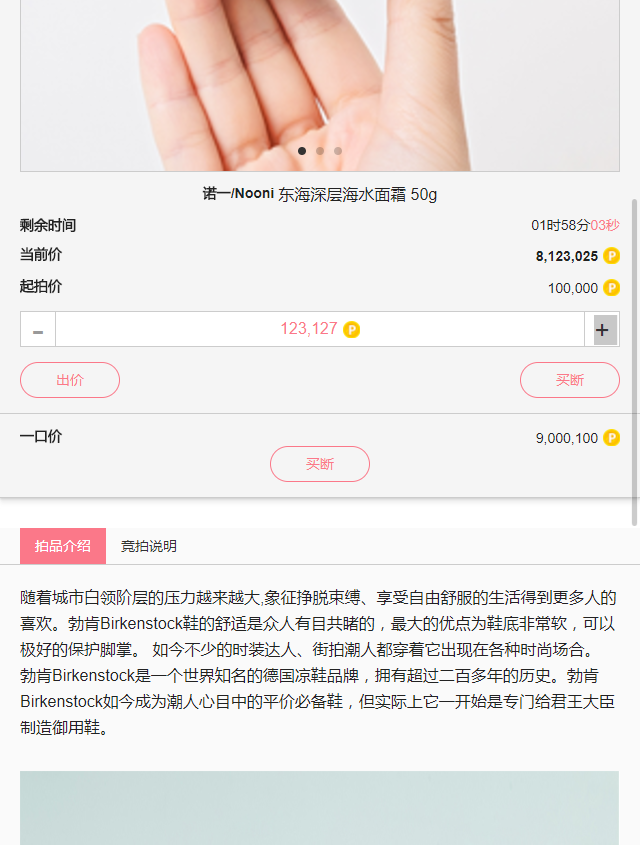 诺一/Nooni 东海深层海水面霜 50g
剩余时间 01时58分03秒
当前价 8,123,025 P
起拍价 100,000 P
- 123,127 P +
出价 买断
一口价 9,000,100 P
买断
拍品介绍 竞拍说明
随着城市白领阶层的压力越来越大,象征挣脱束缚、享受自由舒服的生活得到更多人的
喜欢。勃肯Birkenstock鞋的舒适是众人有目共睹的，最大的优点为鞋底非常软，可以
极好的保护脚掌。 如今不少的时装达人、街拍潮人都穿着它出现在各种时尚场合。
勃肯Birkenstock是一个世界知名的德国凉鞋品牌，拥有超过二百多年的历史。勃肯
Birkenstock如今成为潮人心目中的平价必备鞋，但实际上它一开始是专门给君王大臣
制造御用鞋。